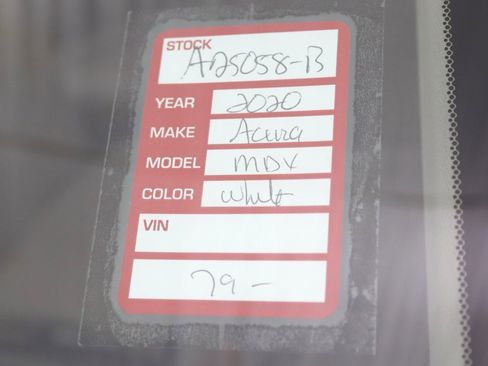 STOCK
A25058-B
YEAR 2020
MAKE Acura
MODEL MDX
COLOR White
VIN
79-